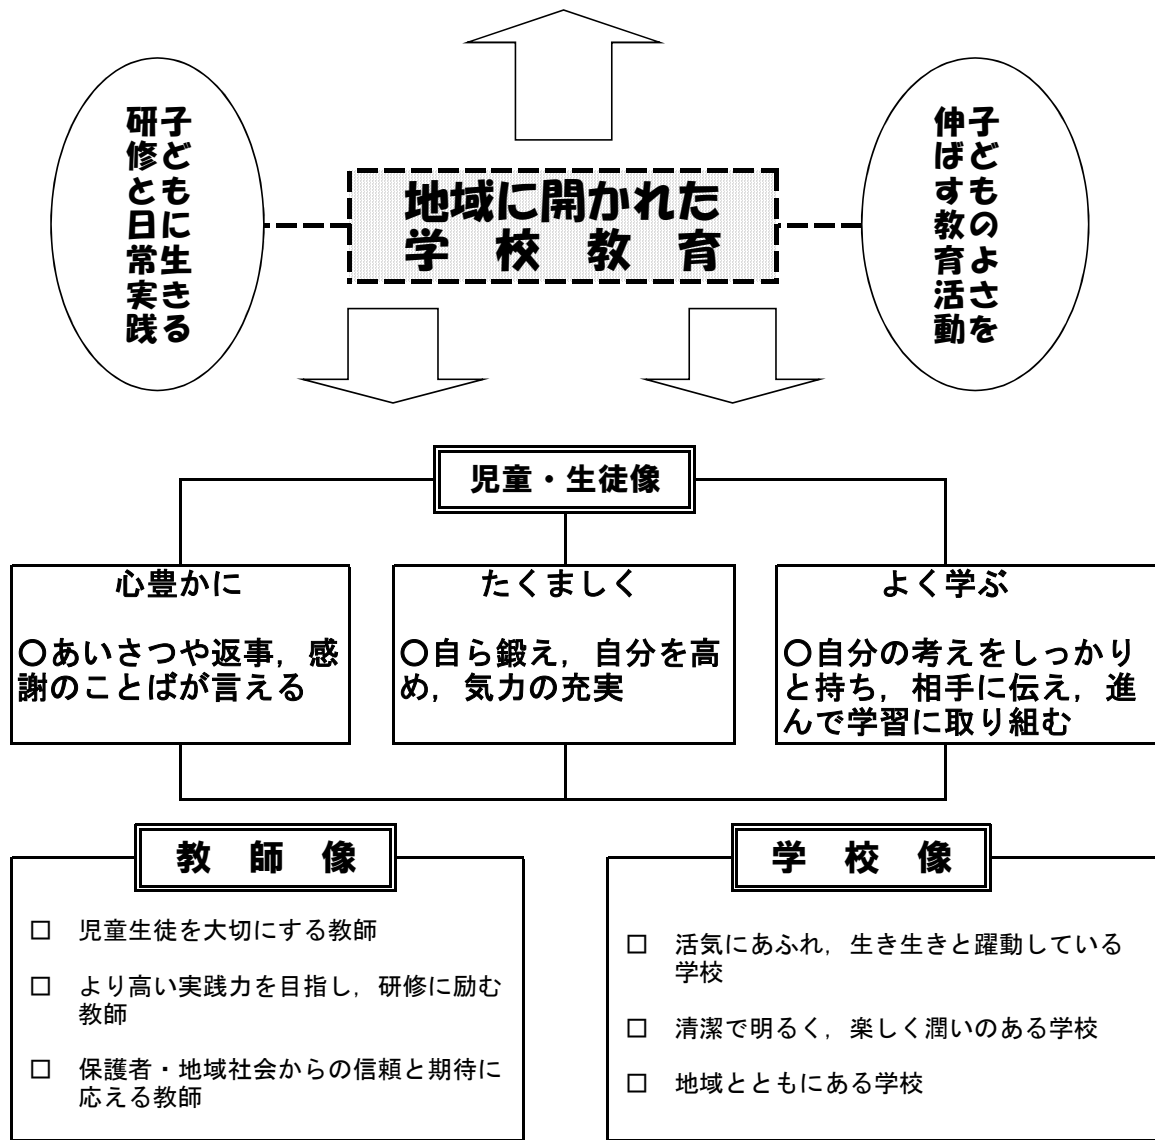 子どもに生きる
研修と日常実践
地域に開かれた
学　校　教　育
子どものよさを
伸ばす教育活動
児童・生徒像
心豊かに
〇あいさつや返事，感
謝のことばが言える
たくましく
〇自ら鍛え，自分を高
め，気力の充実
よく学ぶ
〇自分の考えをしっかり
と持ち，相手に伝え，進
んで学習に取り組む
教　師　像
□　児童生徒を大切にする教師
□　より高い実践力を目指し，研修に励む
教師
□　保護者・地域社会からの信頼と期待に
応える教師
学　校　像
□　活気にあふれ，生き生きと躍動している
学校
□　清潔で明るく，楽しく潤いのある学校
□　地域とともにある学校